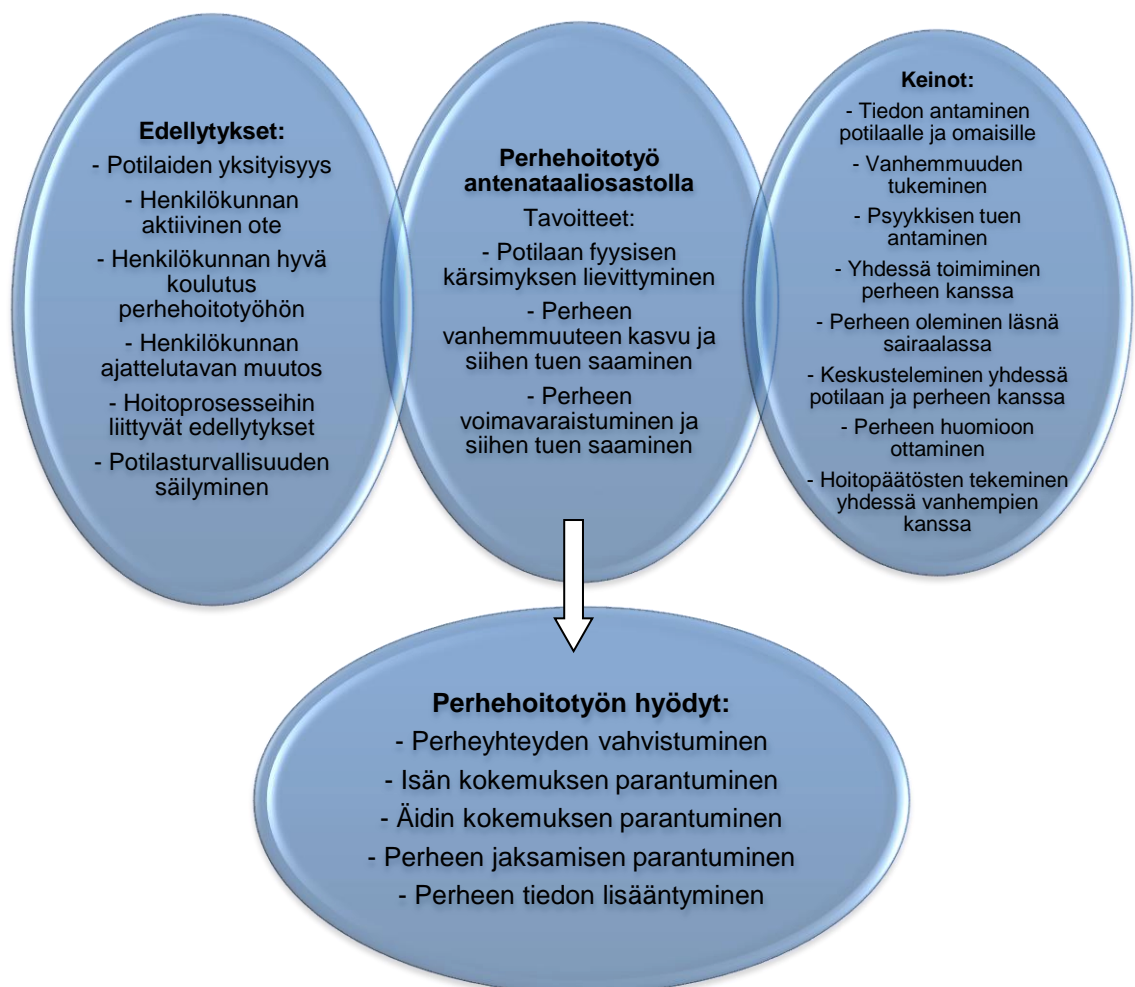 Edellytykset:
- Potilaiden yksityisyys
- Henkilökunnan
aktiivinen ote
- Henkilökunnan hyvä
koulutus
perhehoitotyöhön
- Henkilökunnan
ajattelutavan muutos
- Hoitoprosesseihin
liittyvät edellytykset
- Potilasturvallisuuden
säilyminen
Perhehoitotyö
antenataaliosastolla
Tavoitteet:
- Potilaan fyysisen
kärsimyksen lievittyminen
- Perheen
vanhemmuuteen kasvu ja
siihen tuen saaminen
- Perheen
voimavaraistuminen ja
siihen tuen saaminen
Keinot:
- Tiedon antaminen
potilaalle ja omaisille
- Vanhemmuuden
tukeminen
- Psyykkisen tuen
antaminen
- Yhdessä toimiminen
perheen kanssa
- Perheen oleminen läsnä
sairaalassa
- Keskusteleminen yhdessä
potilaan ja perheen kanssa
- Perheen huomioon
ottaminen
- Hoitopäätösten tekeminen
yhdessä vanhempien
kanssa
Perhehoitotyön hyödyt:
- Perheyhteyden vahvistuminen
- Isän kokemuksen parantuminen
- Äidin kokemuksen parantuminen
- Perheen jaksamisen parantuminen
- Perheen tiedon lisääntyminen